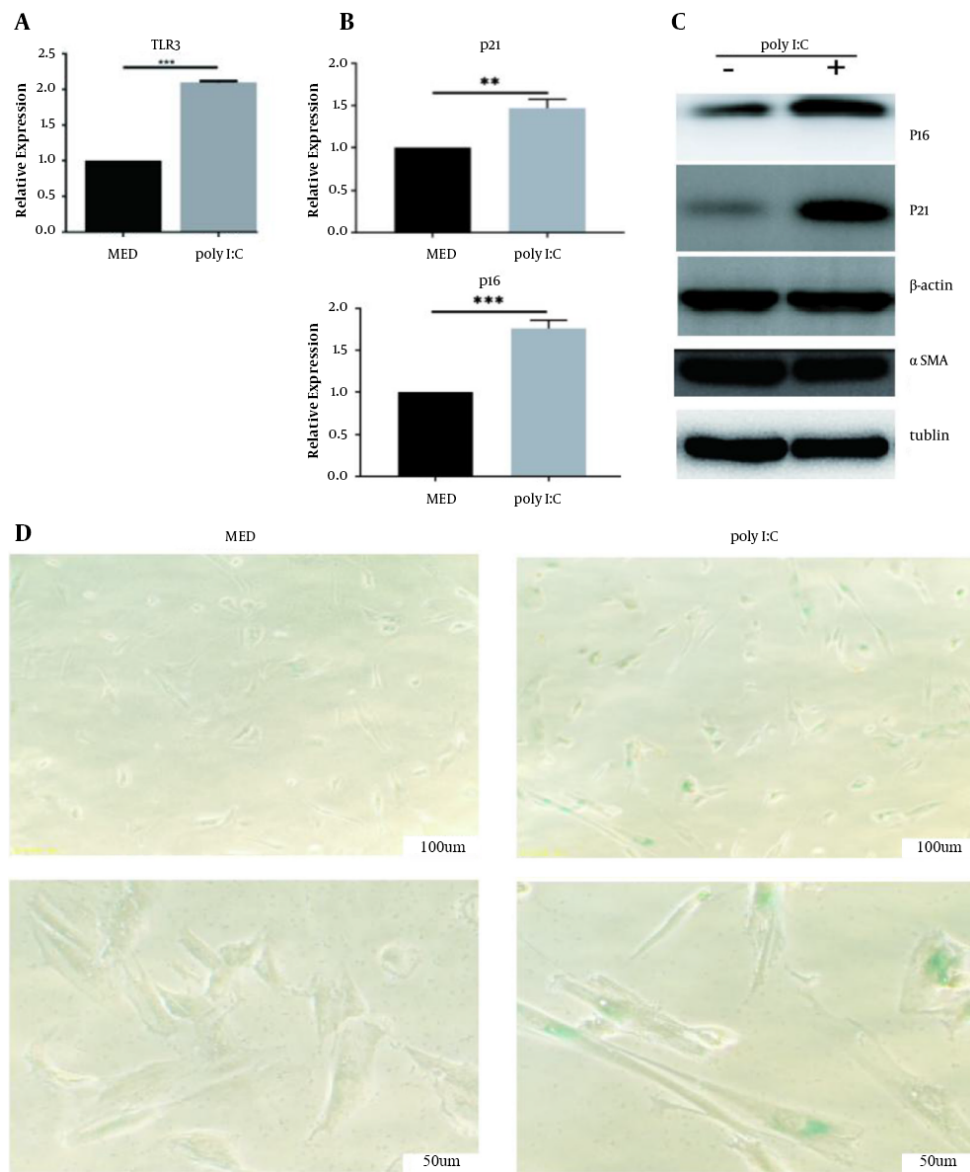 A
TLR3
***
2.5
2.0
1.5
1.0
0.5
0.0
Relative Expression
MED
poly I:C
B
p21
**
2.0
1.5
1.0
0.5
0.0
Relative Expression
MED
poly I:C
p16
***
2.0
1.5
1.0
0.5
0.0
Relative Expression
MED
poly I:C
C
poly I:C
- +
P16
P21
β-actin
α SMA
tublin
D
MED
poly I:C
100um
100um
50um
50um